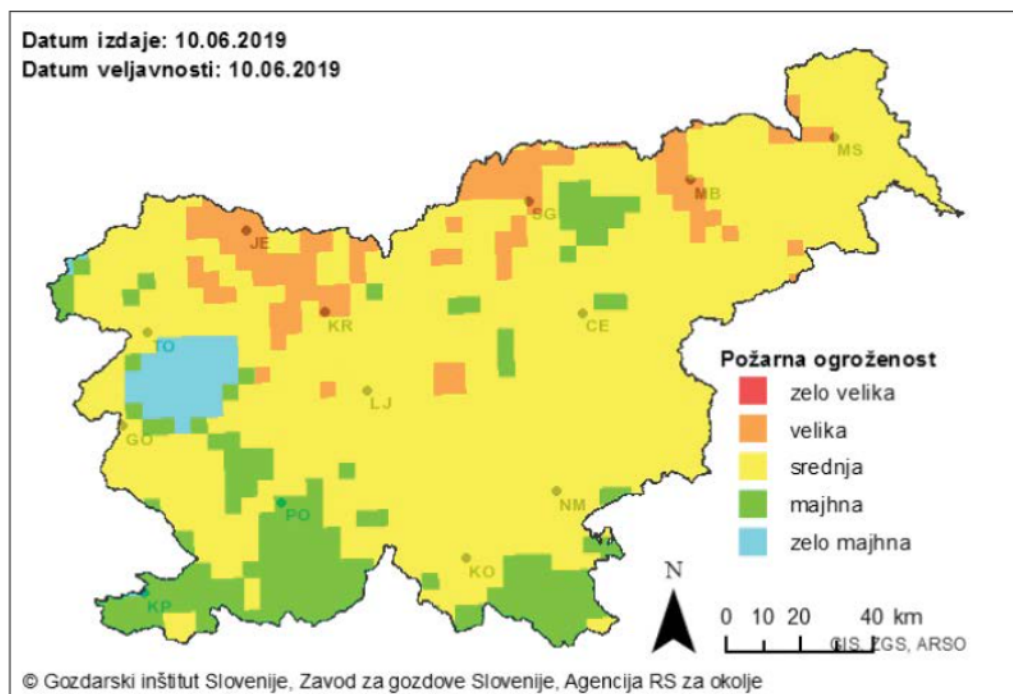 Datum izdaje: 10.06.2019
Datum veljavnosti: 10.06.2019
MS
MB
SG
JE
KR
CE
TO
Požarna ogroženost
zelo velika
LJ
GO
velika
srednja
NM
PO
majhna
zelo majhna
KO
N
KP
0 10 20 40 km
GIS, ZGS, ARSO
© Gozdarski inštitut Slovenije, Zavod za gozdove Slovenije, Agencija RS za okolje